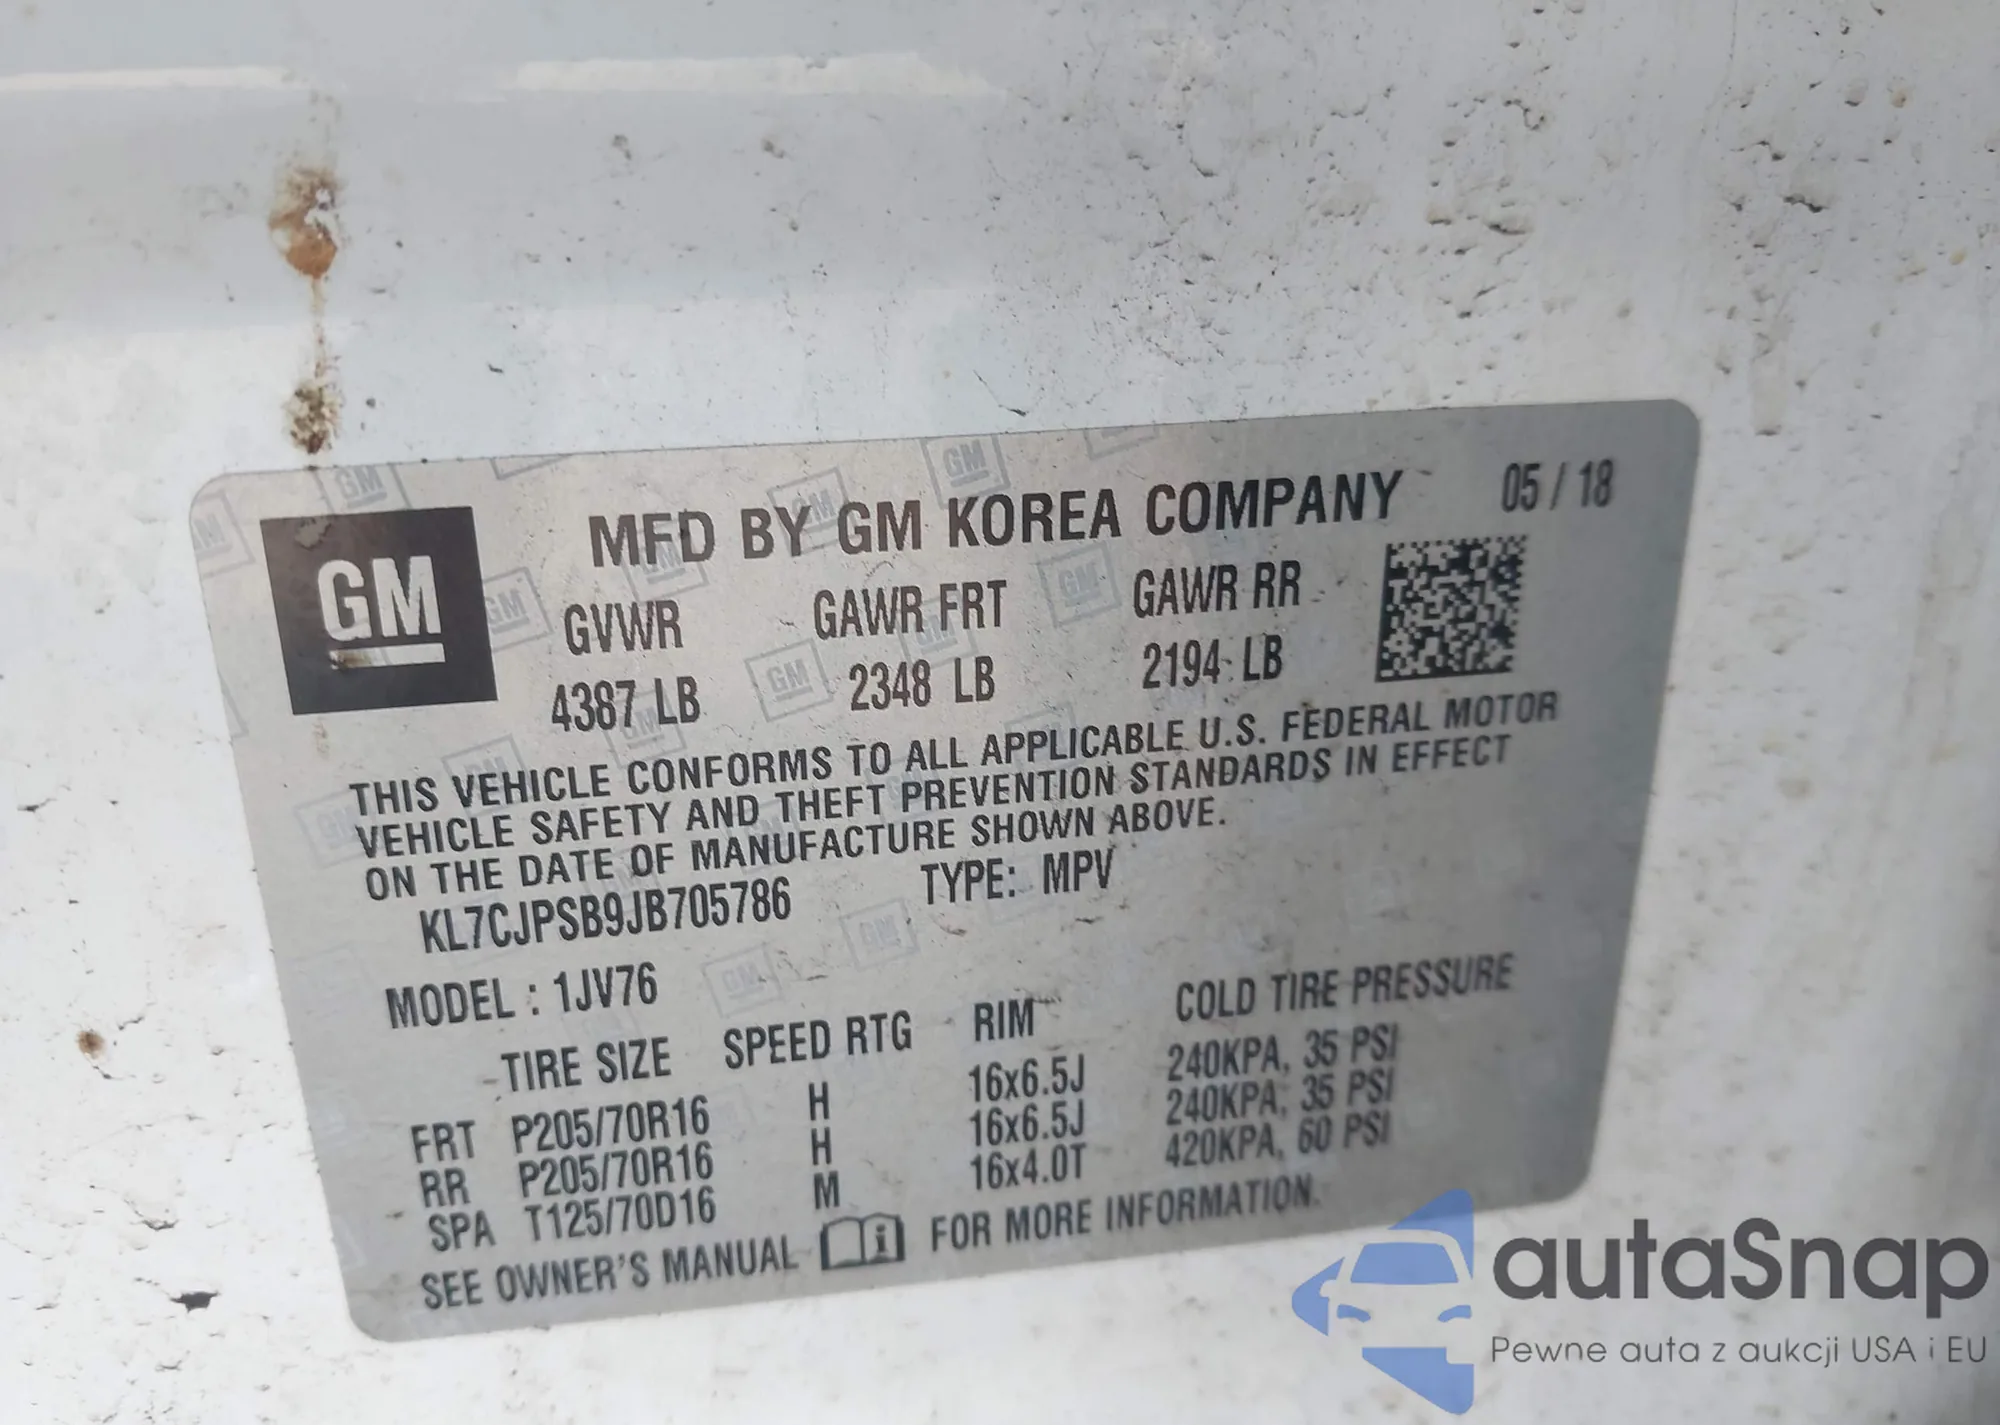 MFD BY GM KOREA COMPANY 05 / 18
GM
GVWR GAWR FRT GAWR RR
4387 LB 2348 LB 2194 LB
THIS VEHICLE CONFORMS TO ALL APPLICABLE U.S. FEDERAL MOTOR
VEHICLE SAFETY AND THEFT PREVENTION STANDARDS IN EFFECT
ON THE DATE OF MANUFACTURE SHOWN ABOVE.
KL7CJPSB9JB705786 TYPE: MPV
MODEL : 1JV76
TIRE SIZE SPEED RTG RIM COLD TIRE PRESSURE
FRT P205/70R16 H 16x6.5J 240KPA, 35 PSI
RR P205/70R16 H 16x6.5J 240KPA, 35 PSI
SPA T125/70D16 M 16x4.0T 420KPA, 60 PSI
SEE OWNER'S MANUAL i FOR MORE INFORMATION.
autaSnap
Pewne auta z aukcji USA i EU